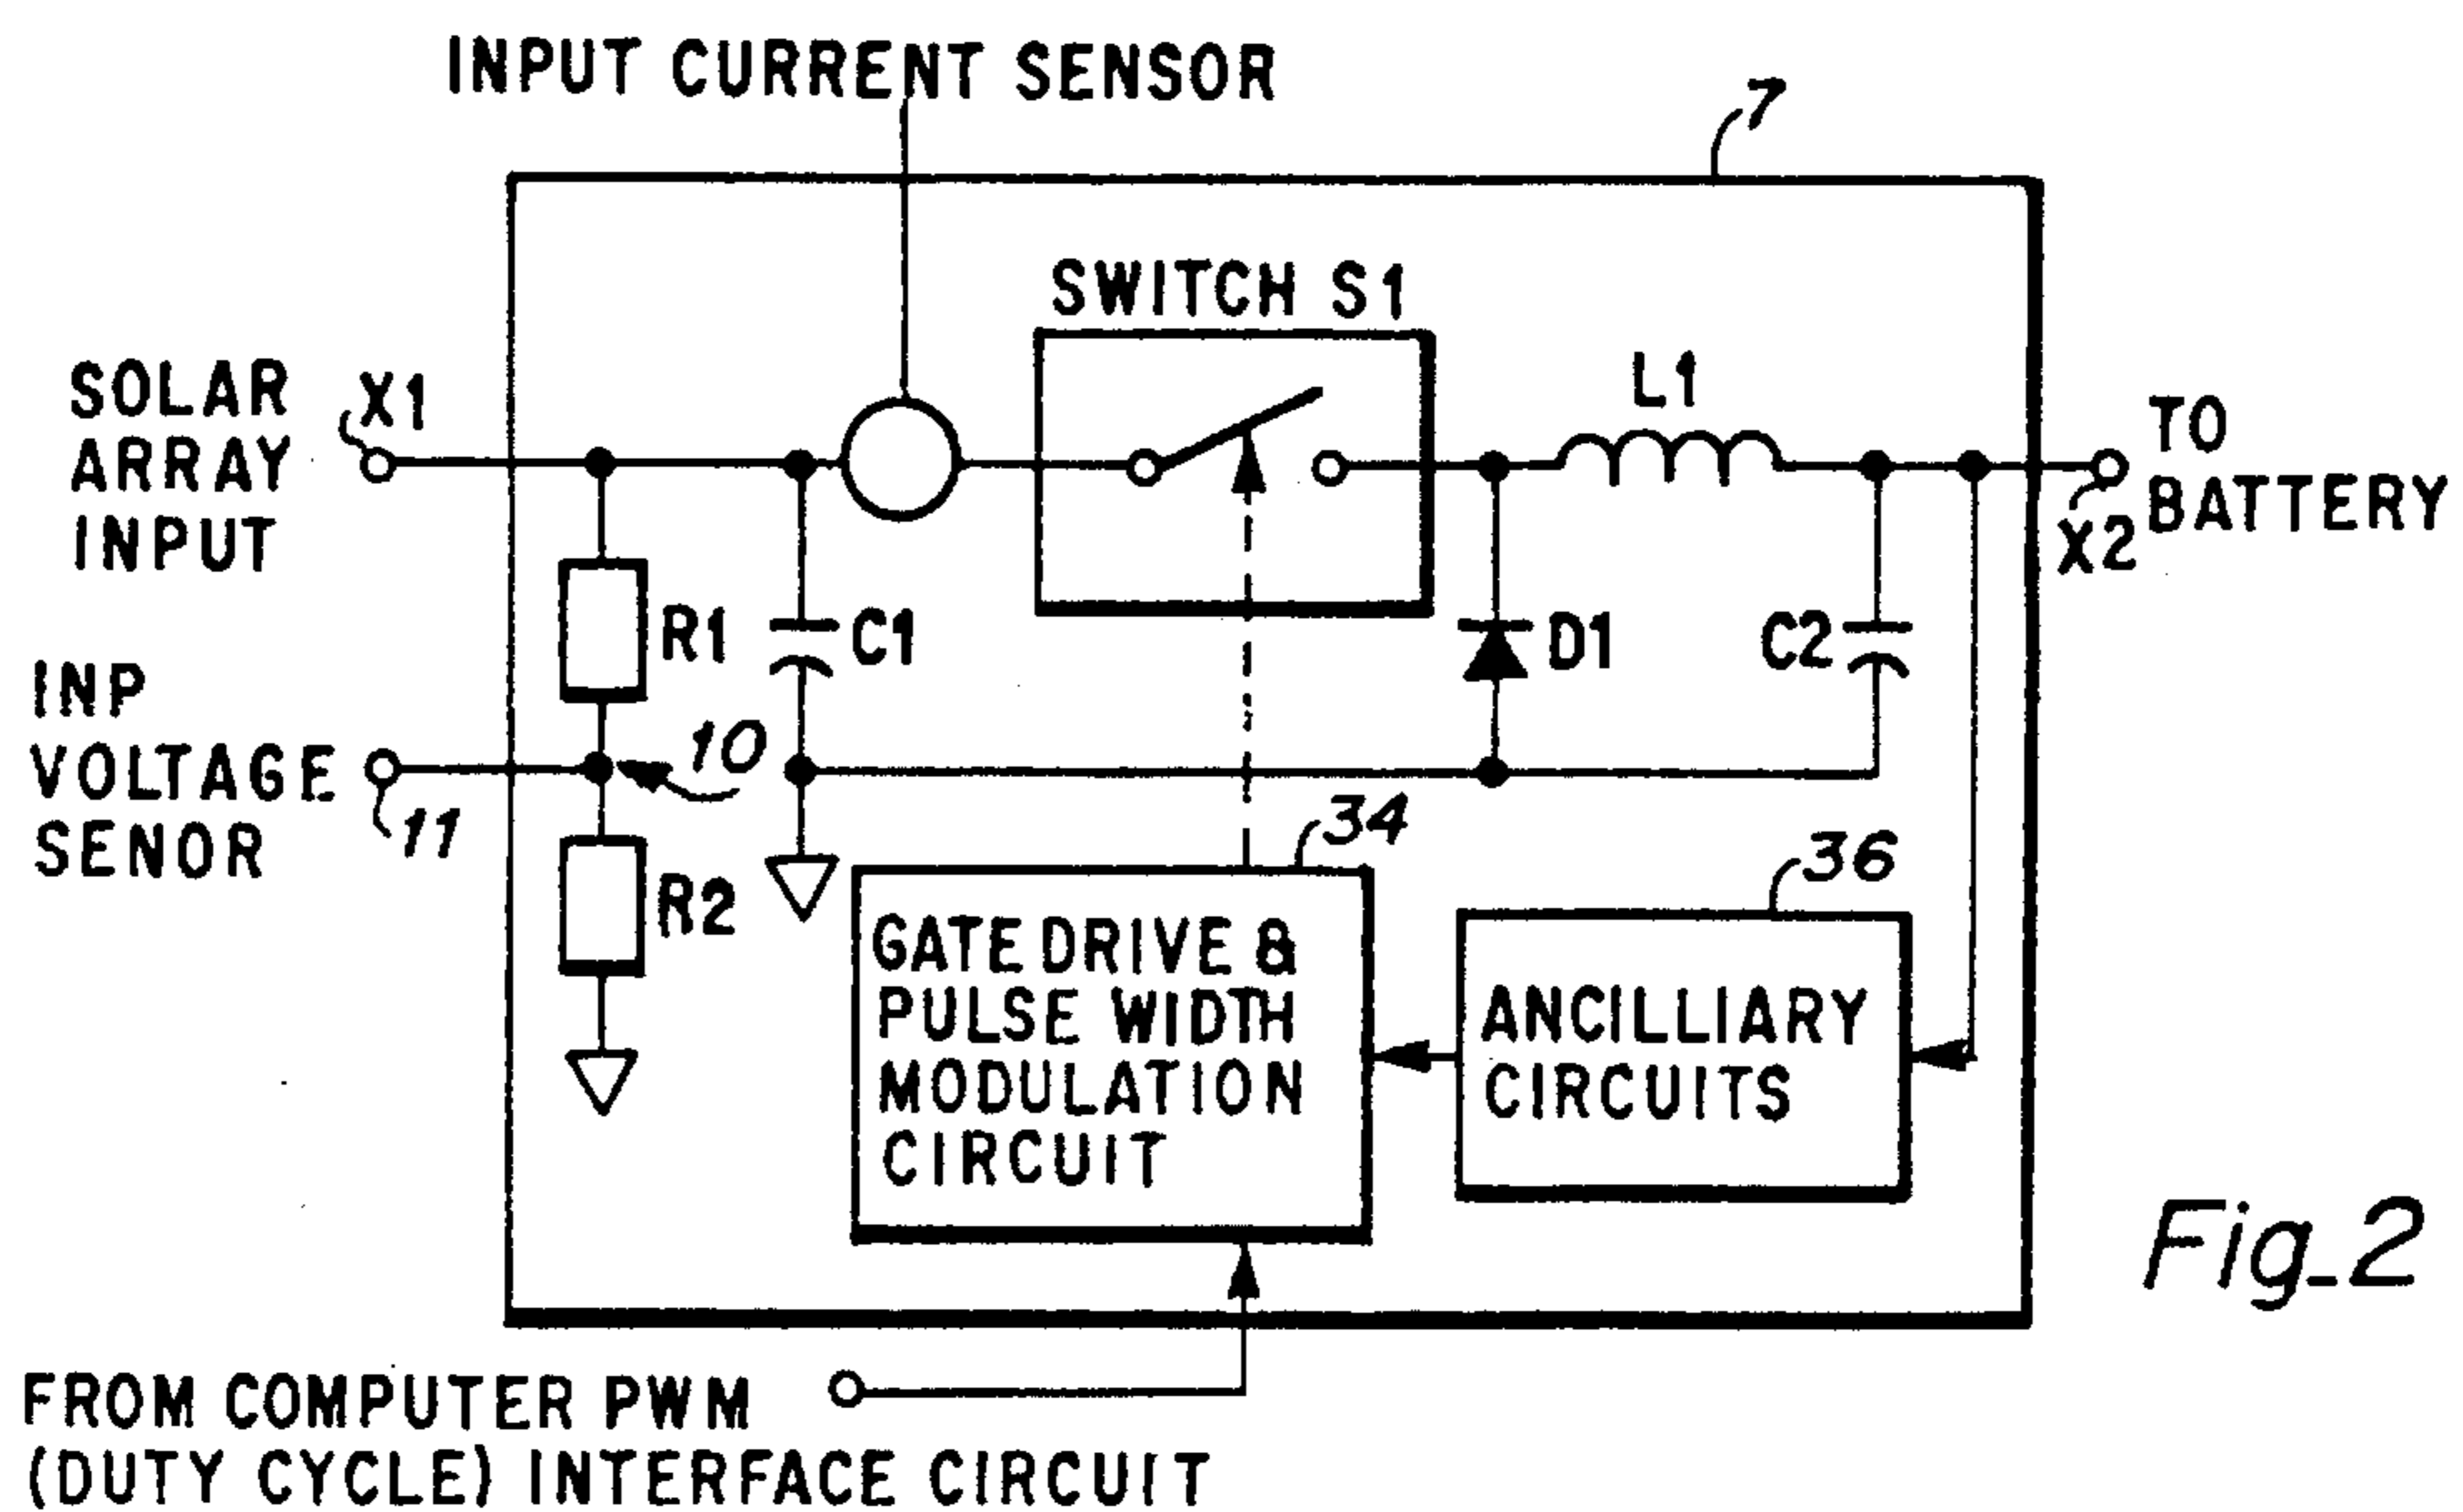 INPUT CURRENT SENSOR
7
SWITCH S1
SOLAR
ARRAY
INPUT
X1
L1
TO
BATTERY
X2
R1
C1
D1
C2
INP
VOLTAGE
SENOR
11
10
34
36
R2
GATE DRIVE &
PULSE WIDTH
MODULATION
CIRCUIT
ANCILLIARY
CIRCUITS
Fig_2
FROM COMPUTER PWM
(DUTY CYCLE) INTERFACE CIRCUIT